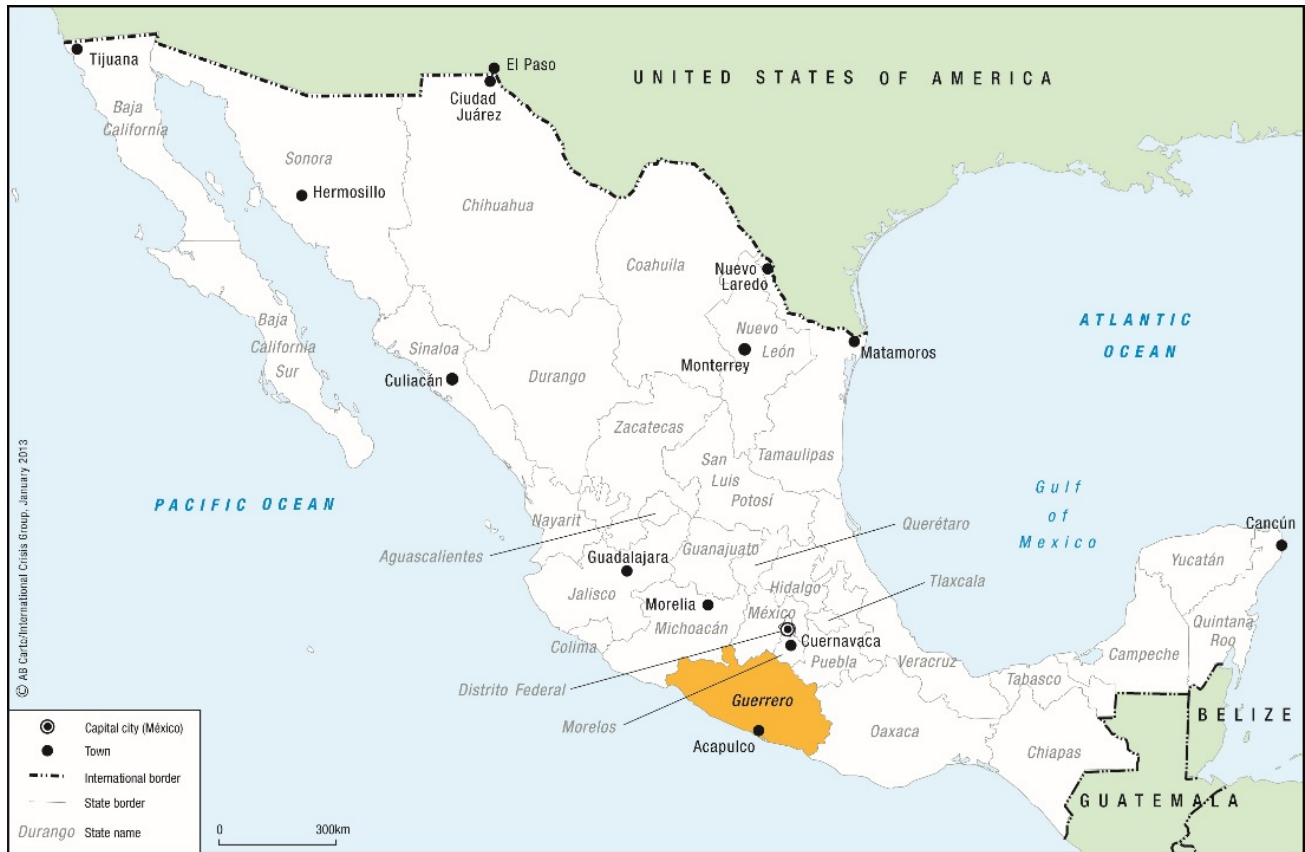 Tijuana
El Paso
UNITED STATES OF AMERICA
Ciudad
Juárez
Baja
California
Sonora
Hermosillo
Chihuahua
Coahuila
Nuevo
Laredo
Baja
California
Sur
Sinaloa
Culiacán
Durango
Nuevo
León
Monterrey
Matamoros
ATLANTIC
OCEAN
Zacatecas
San
Luis
Potosí
Tamaulipas
PACIFIC OCEAN
Gulf
of
Mexico
Nayarit
Aguascalientes
Guadalajara
Guanajuato
Querétaro
Cancún
Yucatán
Jalisco
Morelia
Hidalgo
Tlaxcala
México
Michoacán
Colima
Cuernavaca
Puebla
Veracruz
Quintana
Roo
Campeche
Distrito Federal
Tabasco
Guerrero
Morelos
Acapulco
Oaxaca
Chiapas
BELIZE
GUATEMALA
© AB Carto/International Crisis Group, January 2013
Capital city (México)
Town
International border
State border
Durango State name
0 300km